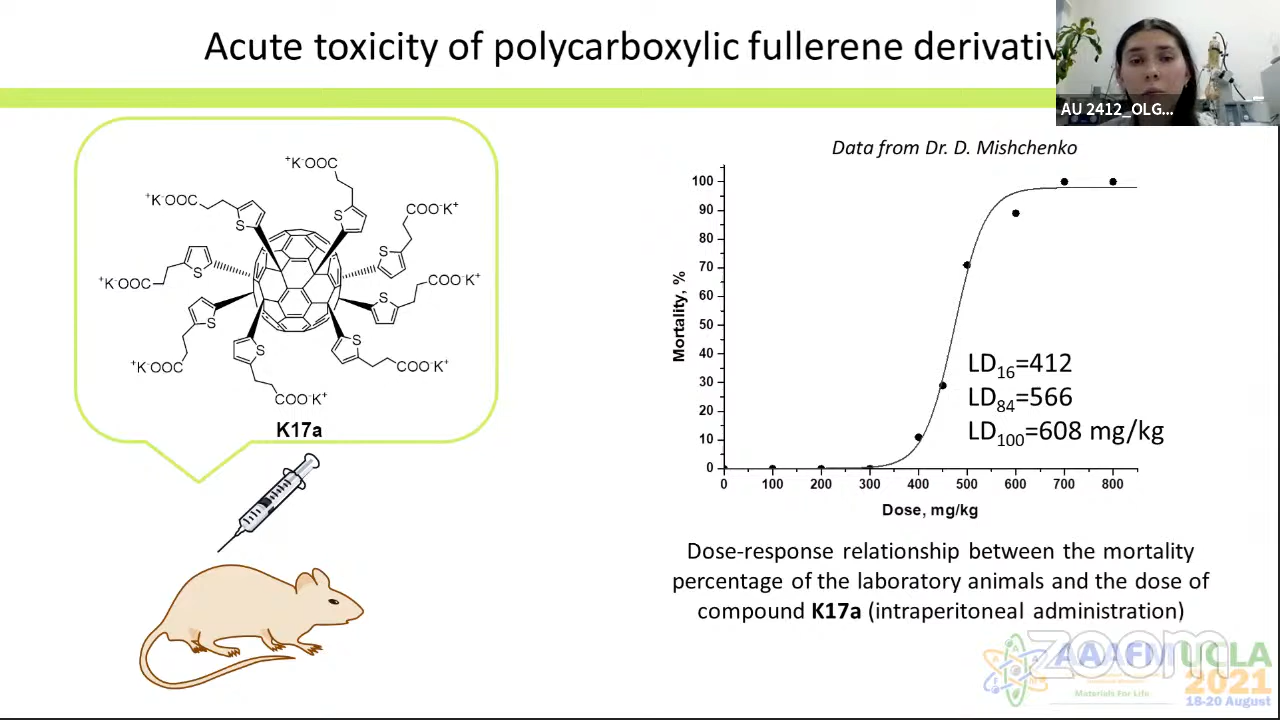 Acute toxicity of polycarboxylic fullerene derivativ
AU 2412_OLG...
+K-OOC
+K-OOC
COO-K+
+K-OOC
COO-K+
+K-OOC
COO-K+
COO-K+
S
S
S
S
S
S
S
S
K17a
Data from Dr. D. Mishchenko
Mortality, %
100
90
80
70
60
50
40
30
20
10
0
0 100 200 300 400 500 600 700 800
Dose, mg/kg
LD16=412
LD84=566
LD100=608 mg/kg
Dose-response relationship between the mortality
percentage of the laboratory animals and the dose of
compound K17a (intraperitoneal administration)
zoom
AAAFM UCLA
2021
Materials For Life
18-20 August